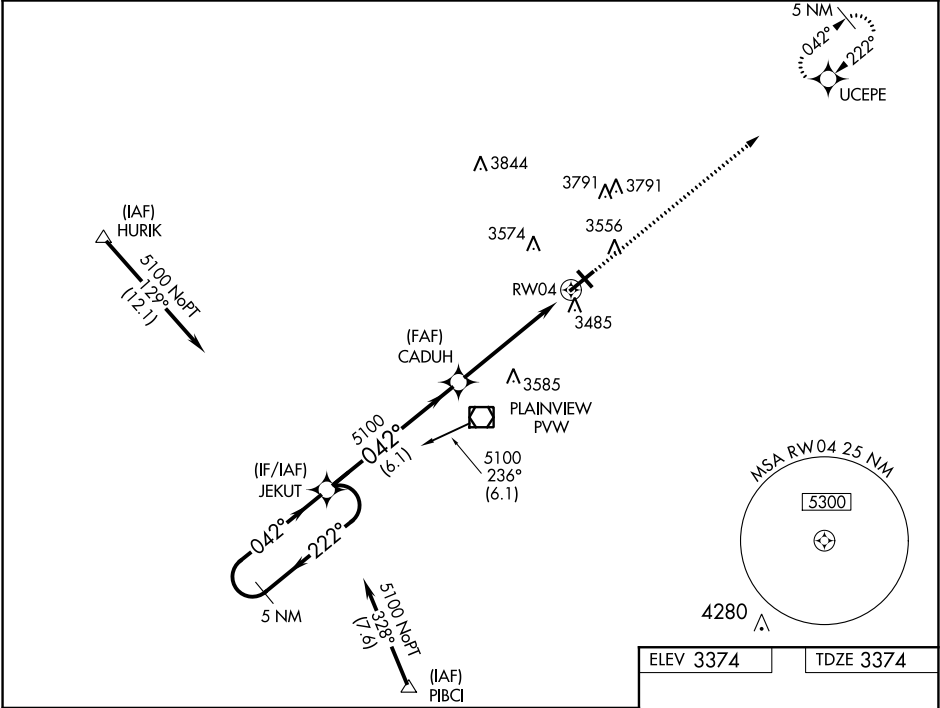 5 NM
042°
222°
UCEPE
3844
3791
3791
(IAF)
HURIK
3574
3556
5100 NoPT
129°
(12.1)
RW04
3485
(FAF)
CADUH
3585
PLAINVIEW
PVW
5100
042°
(6.1)
5100
236°
(6.1)
(IF/IAF)
JEKUT
MSA RW04 25 NM
5300
042°
222°
5 NM
5100 NoPT
328°
(7.6)
4280
(IAF)
PIBCI
ELEV 3374
TDZE 3374